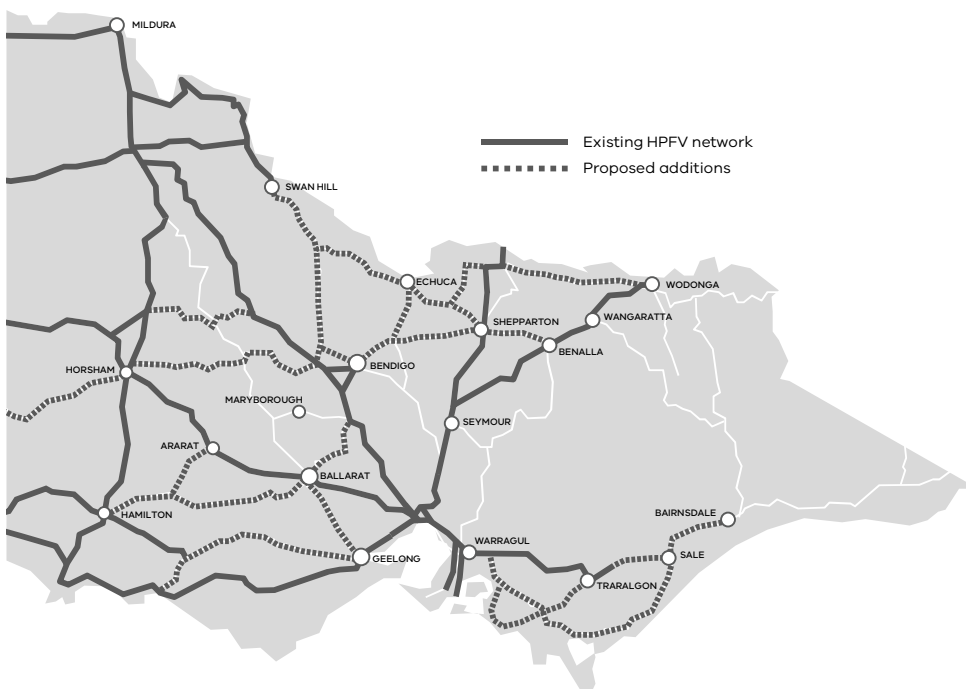 MILDURA
Existing HPFV network
Proposed additions
SWAN HILL
ECHUCA
WODONGA
SHEPPARTON
WANGARATTA
BENALLA
HORSHAM
BENDIGO
MARYBOROUGH
SEYMOUR
ARARAT
BALLARAT
HAMILTON
BAIRNSDALE
WARRAGUL
GEELONG
SALE
TRARALGON